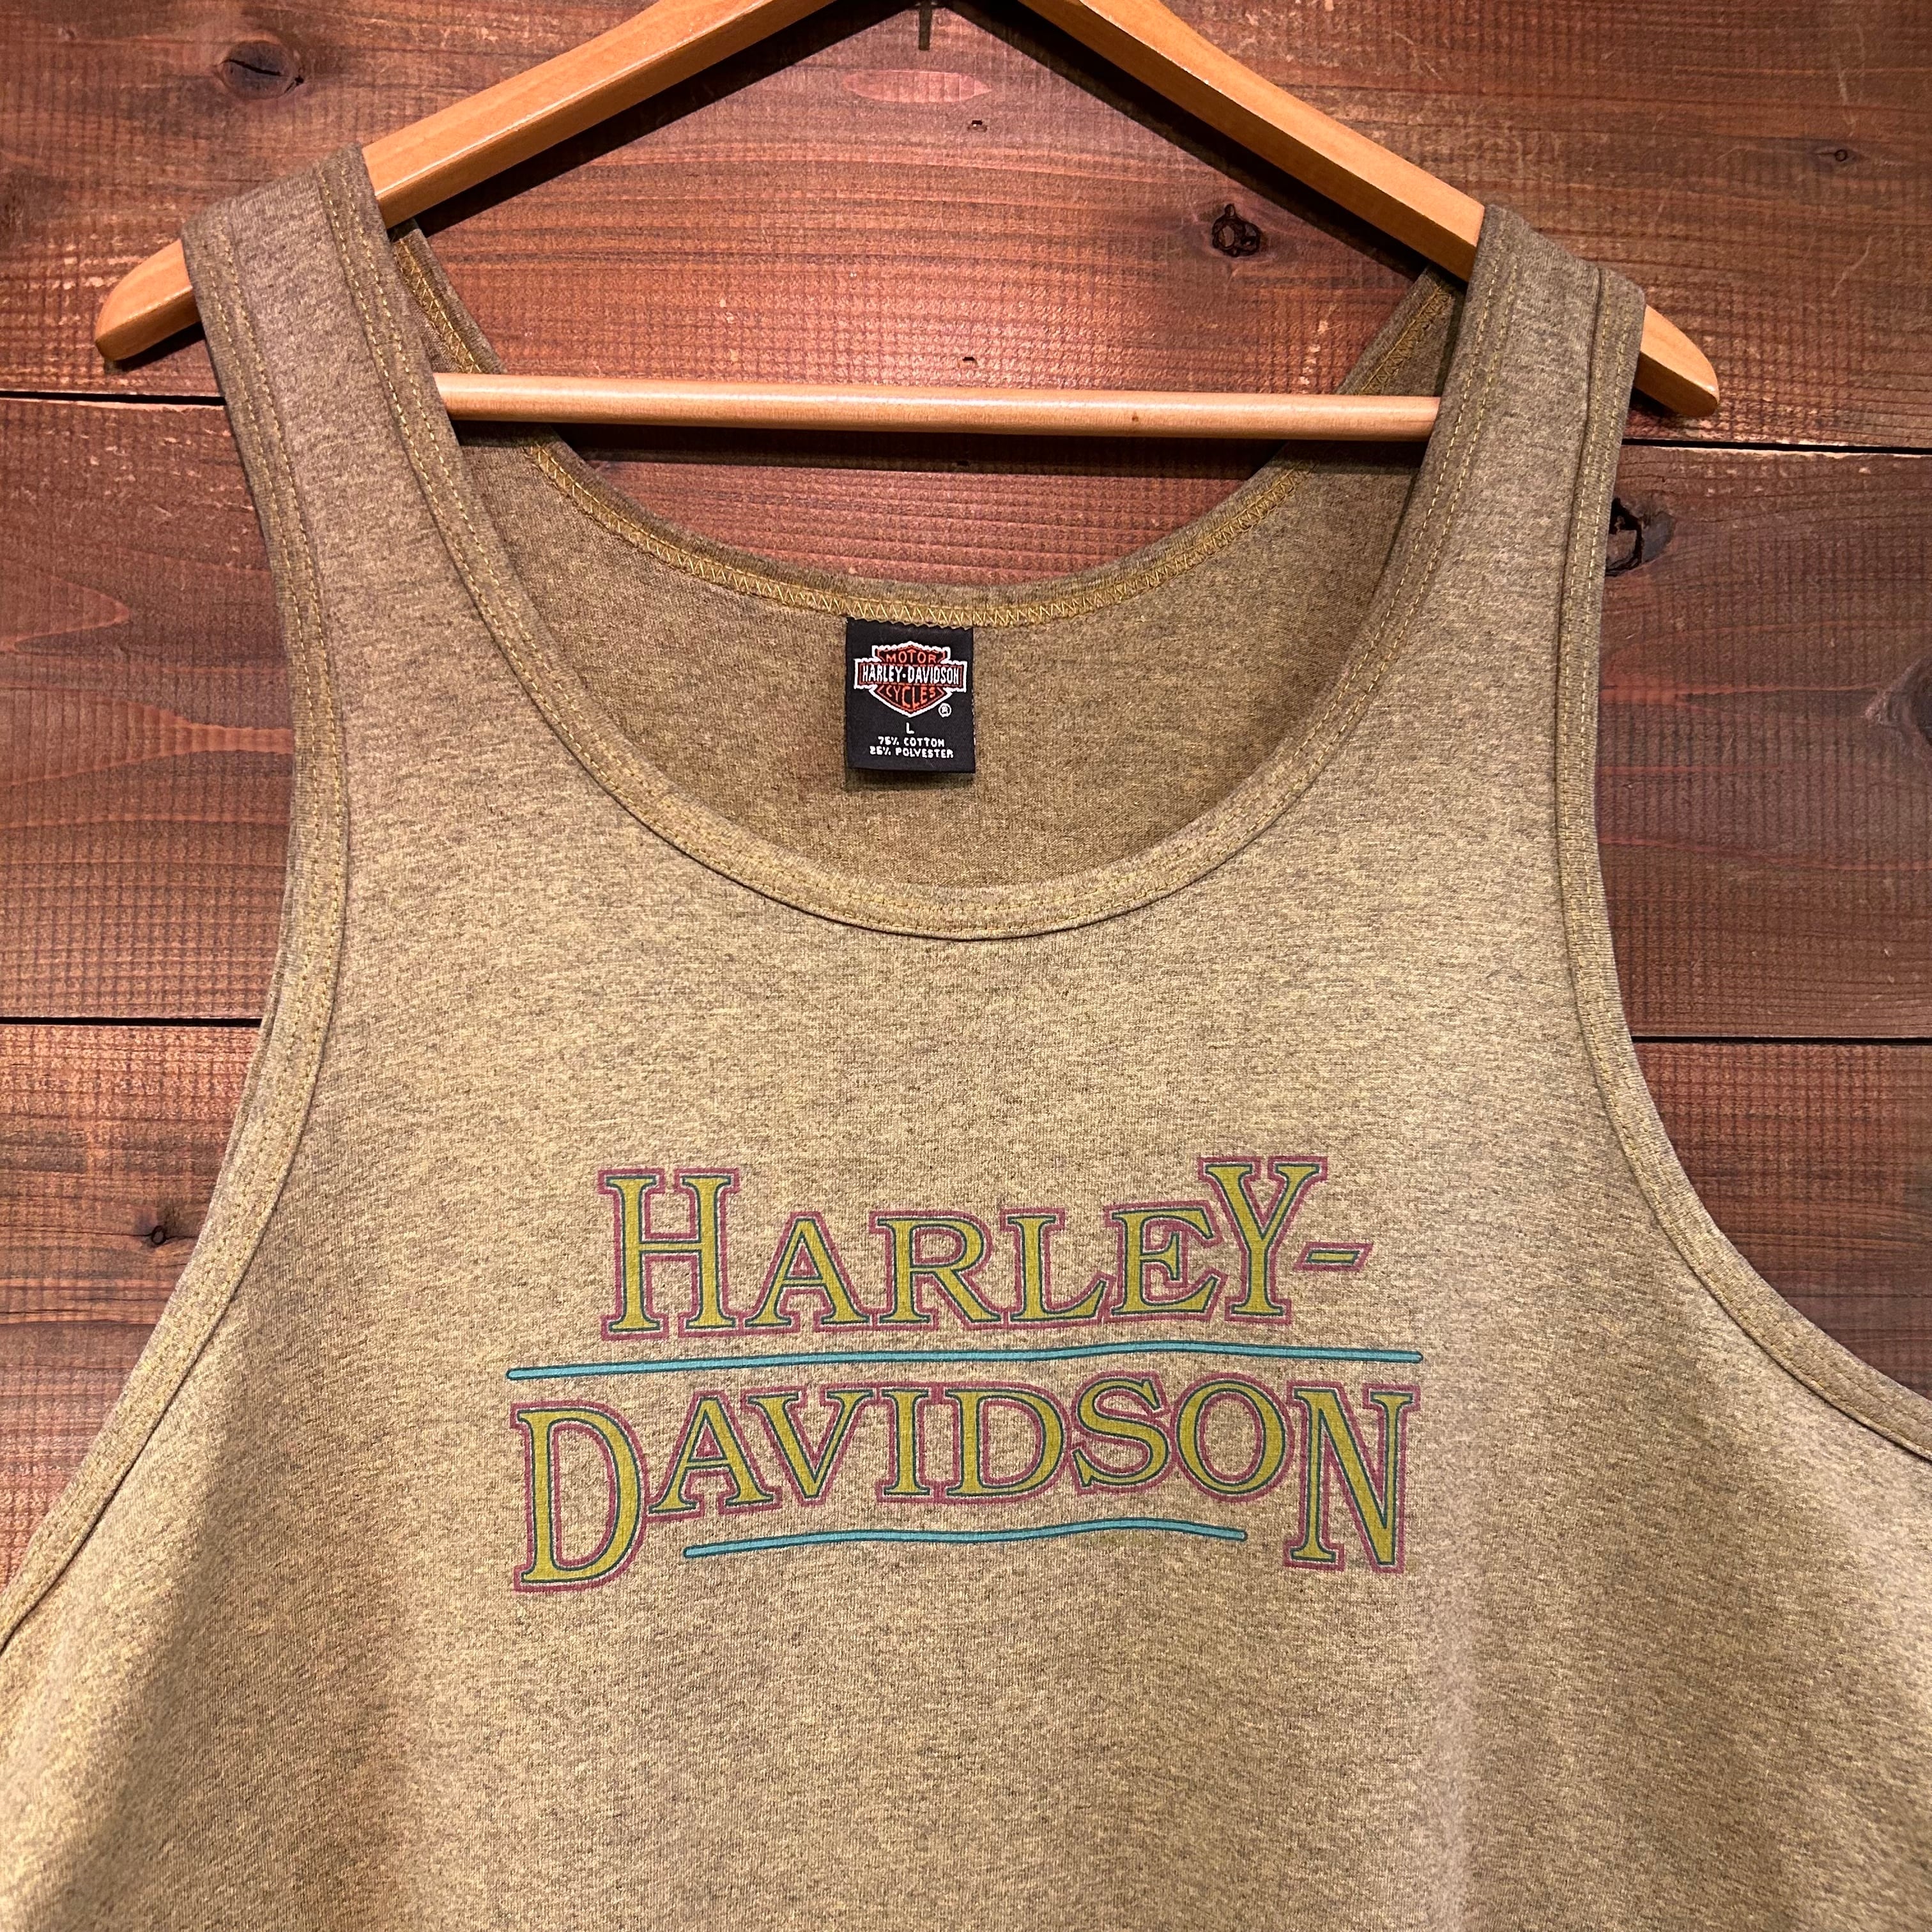 MOTOR
HARLEY-DAVIDSON
CYCLES
®
L
75% COTTON
25% POLYESTER
HARLEY-
DAVIDSON